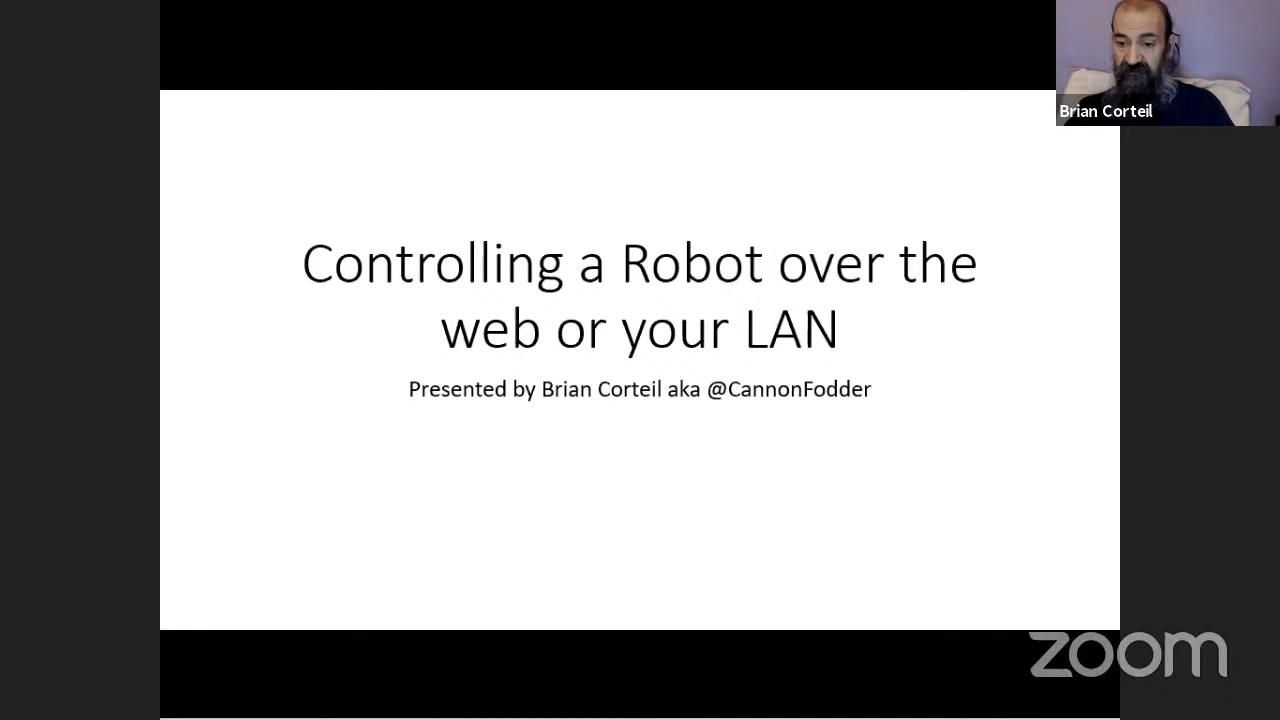 Brian Corteil
Controlling a Robot over the
web or your LAN
Presented by Brian Corteil aka @CannonFodder
zoom